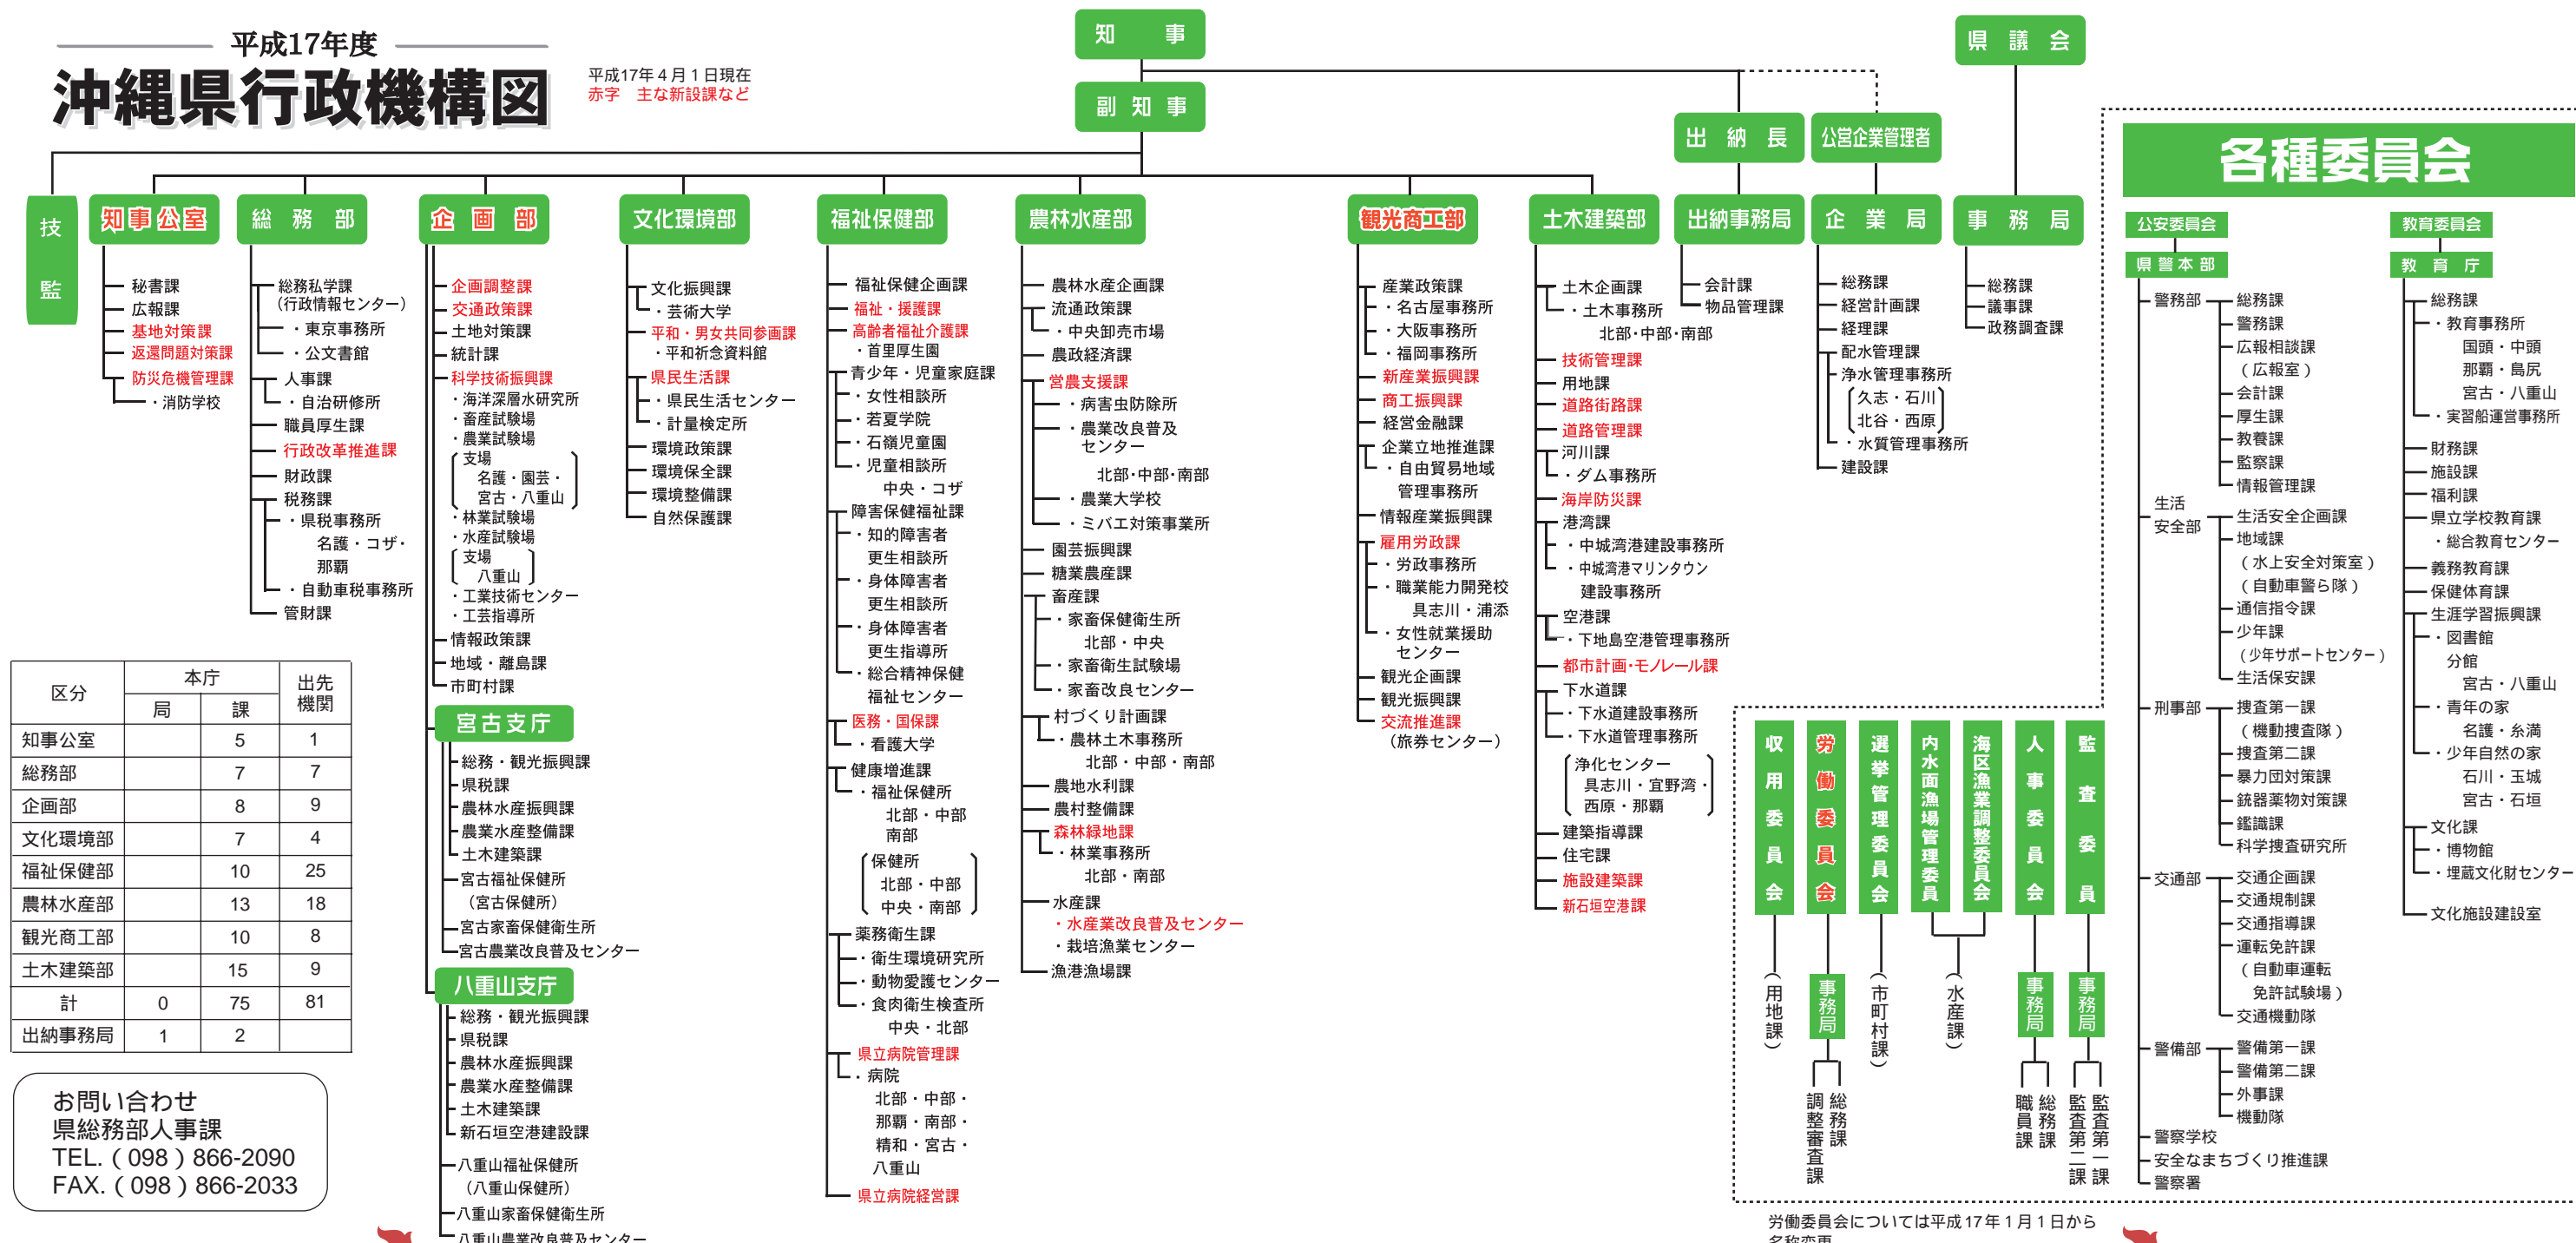 平成17年度
沖縄県行政機構図
平成17年4月1日現在
赤字 主な新設課など
知 事
副 知 事
県 議 会
出 納 長
公営企業管理者
技監
知事公室
秘書課
広報課
基地対策課
返還問題対策課
防災危機管理課
・消防学校
総 務 部
総務私学課
（行政情報センター）
・東京事務所
・公文書館
人事課
・自治研修所
職員厚生課
行政改革推進課
財政課
税務課
・県税事務所
名護・コザ・
那覇
・自動車税事務所
管財課
企 画 部
企画調整課
交通政策課
土地対策課
統計課
科学技術振興課
・海洋深層水研究所
・畜産試験場
・農業試験場
支場
名護・園芸・
宮古・八重山
・林業試験場
・水産試験場
支場
八重山
・工業技術センター
・工芸指導所
情報政策課
地域・離島課
市町村課
宮古支庁
総務・観光振興課
県税課
農林水産振興課
農業水産整備課
土木建築課
宮古福祉保健所
（宮古保健所）
宮古家畜保健衛生所
宮古農業改良普及センター
八重山支庁
総務・観光振興課
県税課
農林水産振興課
農業水産整備課
土木建築課
新石垣空港建設課
八重山福祉保健所
（八重山保健所）
八重山家畜保健衛生所
八重山農業改良普及センター
文化環境部
文化振興課
・芸術大学
平和・男女共同参画課
・平和祈念資料館
県民生活課
・県民生活センター
・計量検定所
環境政策課
環境保全課
環境整備課
自然保護課
福祉保健部
福祉保健企画課
福祉・援護課
高齢者福祉介護課
・首里厚生園
青少年・児童家庭課
・女性相談所
・若夏学院
・石嶺児童園
・児童相談所
中央・コザ
障害保健福祉課
・知的障害者
更生相談所
・身体障害者
更生相談所
・身体障害者
更生指導所
・総合精神保健
福祉センター
医務・国保課
・看護大学
健康増進課
・福祉保健所
北部・中部
南部
保健所
北部・中部
中央・南部
薬務衛生課
・衛生環境研究所
・動物愛護センター
・食肉衛生検査所
中央・北部
県立病院管理課
・病院
北部・中部・
那覇・南部・
精和・宮古・
八重山
県立病院経営課
農林水産部
農林水産企画課
流通政策課
・中央卸売市場
農政経済課
営農支援課
・病害虫防除所
・農業改良普及
センター
北部・中部・南部
・農業大学校
・ミバエ対策事業所
園芸振興課
糖業農産課
畜産課
・家畜保健衛生所
北部・中央
・家畜衛生試験場
・家畜改良センター
村づくり計画課
・農林土木事務所
北部・中部・南部
農地水利課
農村整備課
森林緑地課
・林業事務所
北部・南部
水産課
・水産業改良普及センター
・栽培漁業センター
漁港漁場課
観光商工部
産業政策課
・名古屋事務所
・大阪事務所
・福岡事務所
新産業振興課
商工振興課
経営金融課
企業立地推進課
・自由貿易地域
管理事務所
情報産業振興課
雇用労政課
・労政事務所
・職業能力開発校
具志川・浦添
・女性就業援助
センター
観光企画課
観光振興課
交流推進課
（旅券センター）
土木建築部
土木企画課
・土木事務所
北部・中部・南部
技術管理課
用地課
道路街路課
道路管理課
河川課
・ダム事務所
海岸防災課
港湾課
・中城湾港建設事務所
・中城湾港マリンタウン
建設事務所
空港課
・下地島空港管理事務所
都市計画・モノレール課
下水道課
・下水道建設事務所
・下水道管理事務所
浄化センター
具志川・宜野湾・
西原・那覇
建築指導課
住宅課
施設建築課
新石垣空港課
出納事務局
会計課
物品管理課
企 業 局
総務課
経営計画課
経理課
配水管理課
・浄水管理事務所
久志・石川
北谷・西原
・水質管理事務所
建設課
事 務 局
総務課
議事課
政務調査課
各種委員会
公安委員会
県警本部
警務部
総務課
警務課
広報相談課
（広報室）
会計課
厚生課
教養課
監察課
情報管理課
生活
安全部
生活安全企画課
地域課
（水上安全対策室）
（自動車警ら隊）
通信指令課
少年課
（少年サポートセンター）
生活保安課
刑事部
捜査第一課
（機動捜査隊）
捜査第二課
暴力団対策課
銃器薬物対策課
鑑識課
科学捜査研究所
交通部
交通企画課
交通規制課
交通指導課
運転免許課
（自動車運転
免許試験場）
交通機動隊
警備部
警備第一課
警備第二課
外事課
機動隊
警察学校
安全なまちづくり推進課
警察署
教育委員会
教 育 庁
総務課
・教育事務所
国頭・中頭
那覇・島尻
宮古・八重山
・実習船運営事務所
財務課
施設課
福利課
県立学校教育課
・総合教育センター
義務教育課
保健体育課
生涯学習振興課
・図書館
分館
宮古・八重山
・青年の家
名護・糸満
・少年自然の家
石川・玉城
宮古・石垣
文化課
・博物館
・埋蔵文化財センター
文化施設建設室
収用委員会
（用地課）
労働委員会
事務局
総務課
調整審査課
選挙管理委員会
（市町村課）
内水面漁場管理委員
海区漁業調整委員会
（水産課）
人事委員会
事務局
総務課
職員課
監査委員
事務局
監査第一課
監査第二課
労働委員会については平成17年1月1日から
名称変更
区分 本庁 出先機関
局 課
知事公室 5 1
総務部 7 7
企画部 8 9
文化環境部 7 4
福祉保健部 10 25
農林水産部 13 18
観光商工部 10 8
土木建築部 15 9
計 0 75 81
出納事務局 1 2
お問い合わせ
県総務部人事課
TEL.（098）866-2090
FAX.（098）866-2033